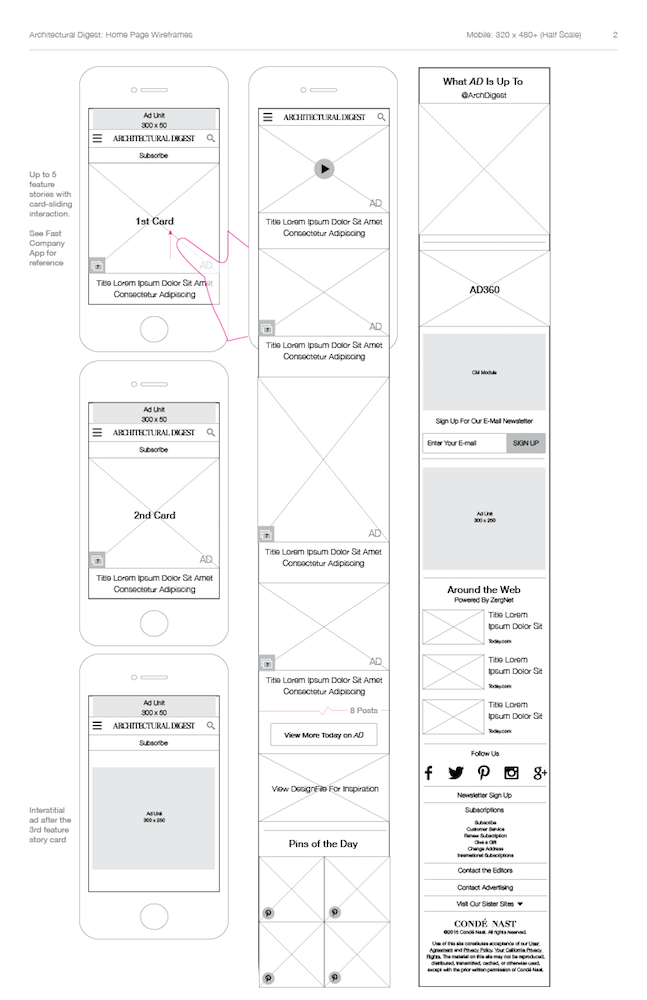 Architectural Digest: Home Page Wireframes
Mobile: 320 x 480+ (Half Scale)
2
Up to 5
feature
stories with
card-sliding
interaction.
See Fast
Company
App for
reference
Ad Unit
300 x 50
ARCHITECTURAL DIGEST
Subscribe
1st Card
AD
Title Lorem Ipsum Dolor Sit Amet
Consectetur Adipiscing
Ad Unit
300 x 50
ARCHITECTURAL DIGEST
Subscribe
2nd Card
AD
Title Lorem Ipsum Dolor Sit Amet
Consectetur Adipiscing
Interstitial
ad after the
3rd feature
story card
Ad Unit
300 x 50
ARCHITECTURAL DIGEST
Subscribe
Ad Unit
300 x 250
ARCHITECTURAL DIGEST
AD
Title Lorem Ipsum Dolor Sit Amet
Consectetur Adipiscing
AD
Title Lorem Ipsum Dolor Sit Amet
Consectetur Adipiscing
AD
Title Lorem Ipsum Dolor Sit Amet
Consectetur Adipiscing
AD
Title Lorem Ipsum Dolor Sit Amet
Consectetur Adipiscing
8 Posts
View More Today on AD
View DesignFile For Inspiration
Pins of the Day
What AD Is Up To
@ArchDigest
AD360
CM Module
Sign Up For Our E-Mail Newsletter
Enter Your E-mail
SIGN UP
Ad Unit
300 x 250
Around the Web
Powered By ZergNet
Title Lorem
Ipsum Dolor Sit
Today.com
Title Lorem
Ipsum Dolor Sit
Today.com
Title Lorem
Ipsum Dolor Sit
Today.com
Follow Us
Newsletter Sign Up
Subscriptions
Subscribe
Customer Service
Renew Subscription
Give a Gift
Change Address
International Subscriptions
Contact the Editors
Contact Advertising
Visit Our Sister Sites
CONDÉ NAST
©2015 Condé Nast. All rights reserved.
Use of this site constitutes acceptance of our User
Agreement and Privacy Policy. Your California Privacy
Rights. The material on this site may not be reproduced,
distributed, transmitted, cached, or otherwise used,
except with the prior written permission of Condé Nast.